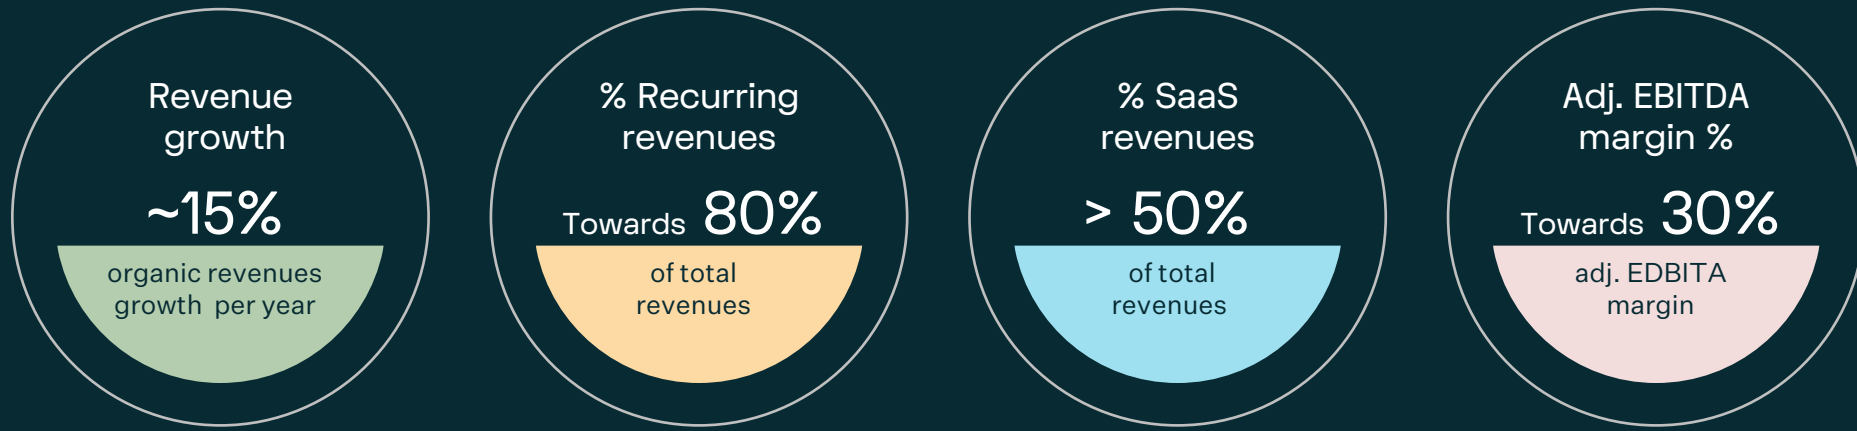 Revenue
growth
~15%
organic revenues
growth per year
% Recurring
revenues
Towards 80%
of total
revenues
% SaaS
revenues
> 50%
of total
revenues
Adj. EBITDA
margin %
Towards 30%
adj. EDBITA
margin